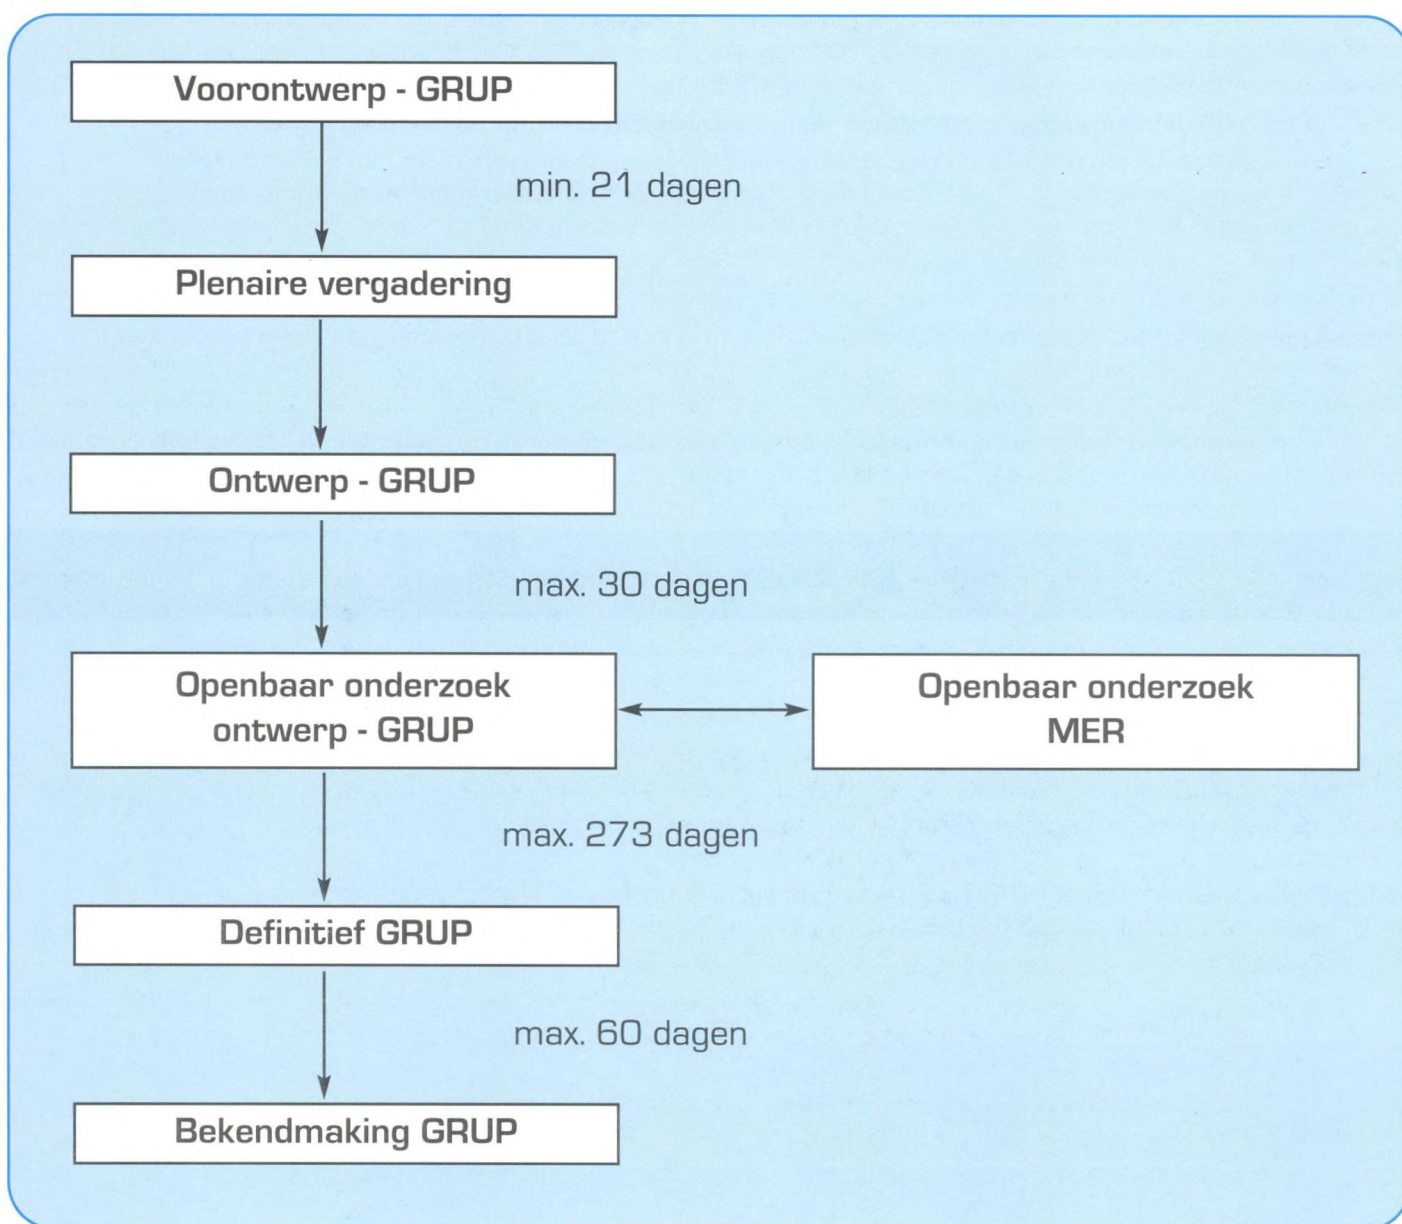 Voorontwerp - GRUP
min. 21 dagen
Plenaire vergadering
Ontwerp - GRUP
max. 30 dagen
Openbaar onderzoek
ontwerp - GRUP
Openbaar onderzoek
MER
max. 273 dagen
Definitief GRUP
max. 60 dagen
Bekendmaking GRUP